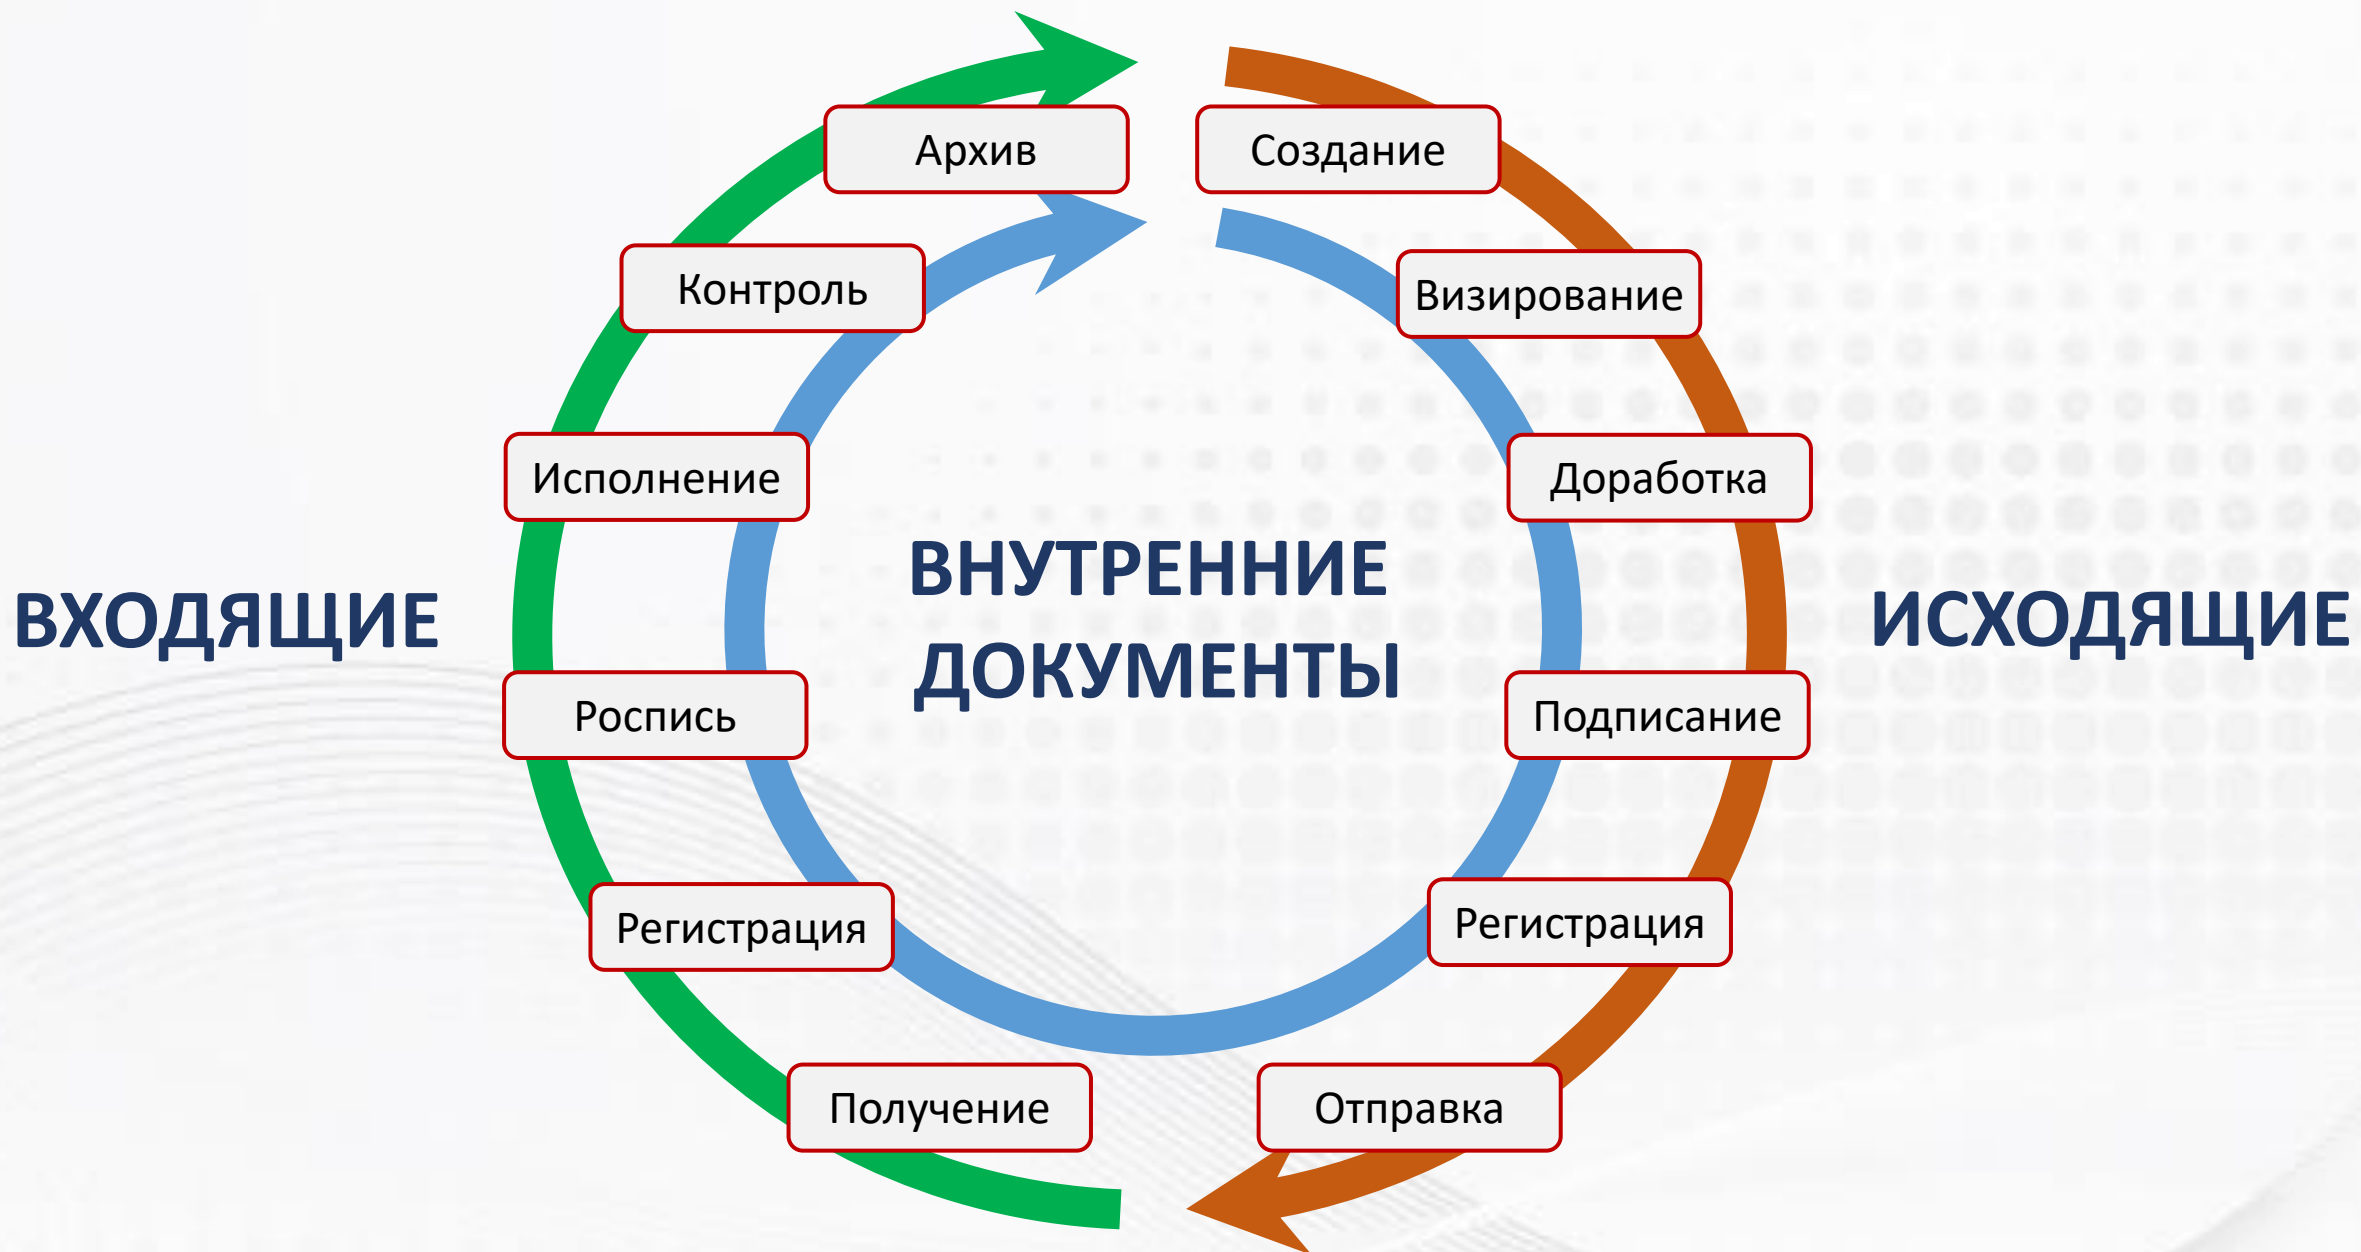 Архив
Создание
Контроль
Визирование
Исполнение
Доработка
ВНУТРЕННИЕ
ДОКУМЕНТЫ
ВХОДЯЩИЕ
ИСХОДЯЩИЕ
Роспись
Подписание
Регистрация
Регистрация
Получение
Отправка